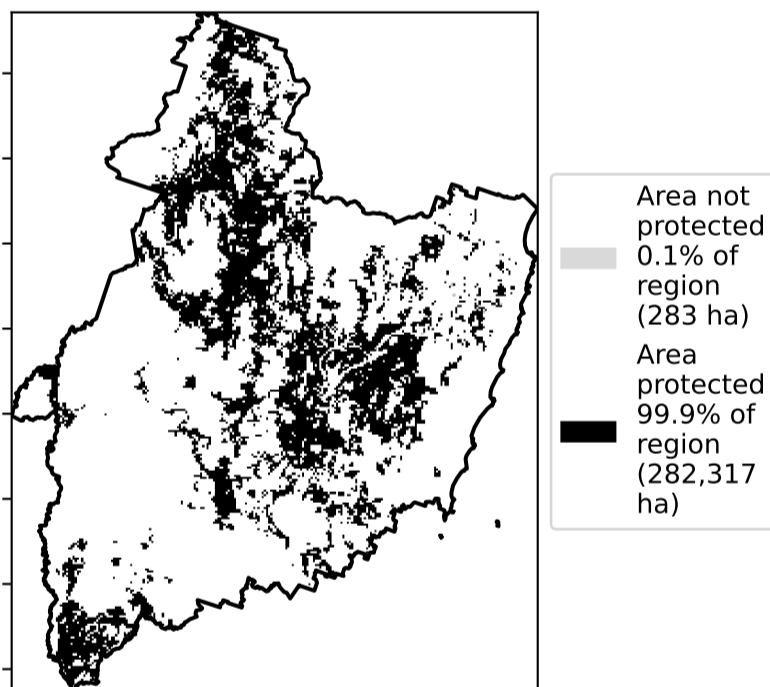 Area not
protected
0.1% of
region
(283 ha)
Area
protected
99.9% of
region
(282,317
ha)